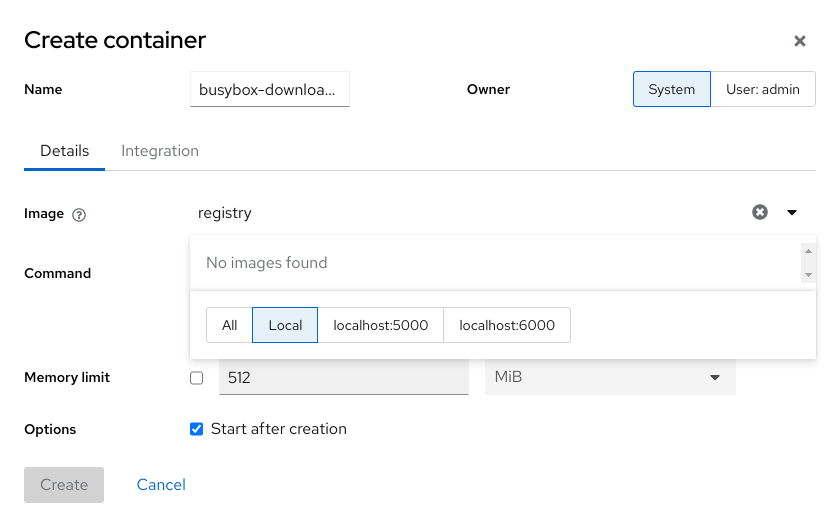 Create container
Name busybox-downloa... Owner System User: admin
Details Integration
Image registry
No images found
Command
All Local localhost:5000 localhost:6000
Memory limit 512 MiB
Options Start after creation
Create Cancel